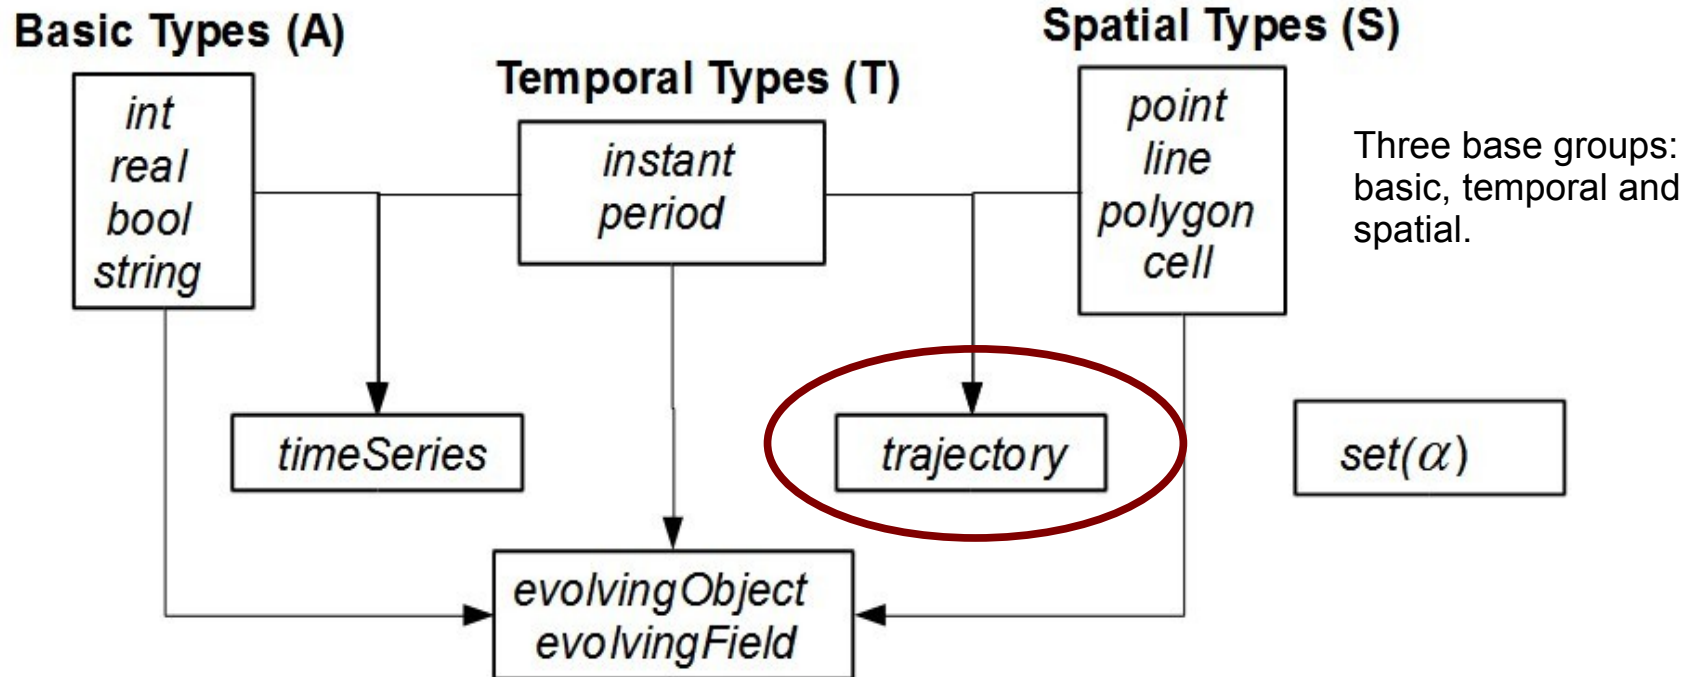 Basic Types (A)
int
real
bool
string
Temporal Types (T)
instant
period
Spatial Types (S)
point
line
polygon
cell
Three base groups:
basic, temporal and
spatial.
timeSeries
trajectory
set(α)
evolvingObject
evolvingField